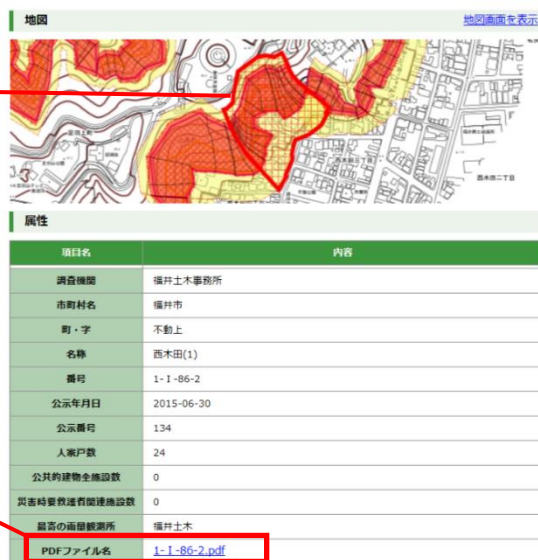 地図
地図画面を表示
西木田二丁目
属性
項目名 内容
調査機関 福井土木事務所
市町村名 福井市
町・字 不動上
名称 西木田(1)
番号 1-Ⅰ-86-2
公示年月日 2015-06-30
公示番号 134
人家戸数 24
公共的建物全施設数 0
災害時要救護者関連施設数 0
最寄の雨量観測所 福井土木
PDFファイル名 1-Ⅰ-86-2.pdf